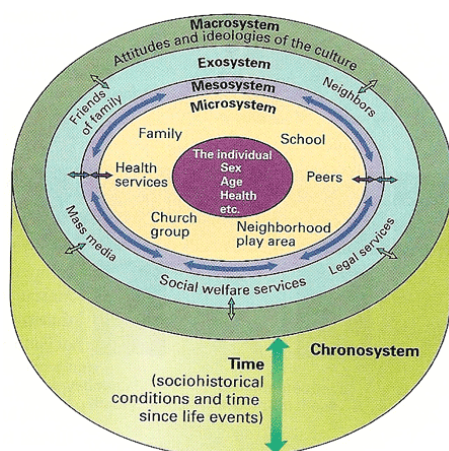 Macrosystem
Attitudes and ideologies of the culture
Exosystem
Mesosystem
Microsystem
Friends
of family
Neighbors
Family
School
Health
services
The individual
Sex
Age
Health
etc.
Peers
Church
group
Neighborhood
play area
Mass media
Social welfare services
Legal services
Time
(sociohistorical
conditions and time
since life events)
Chronosystem